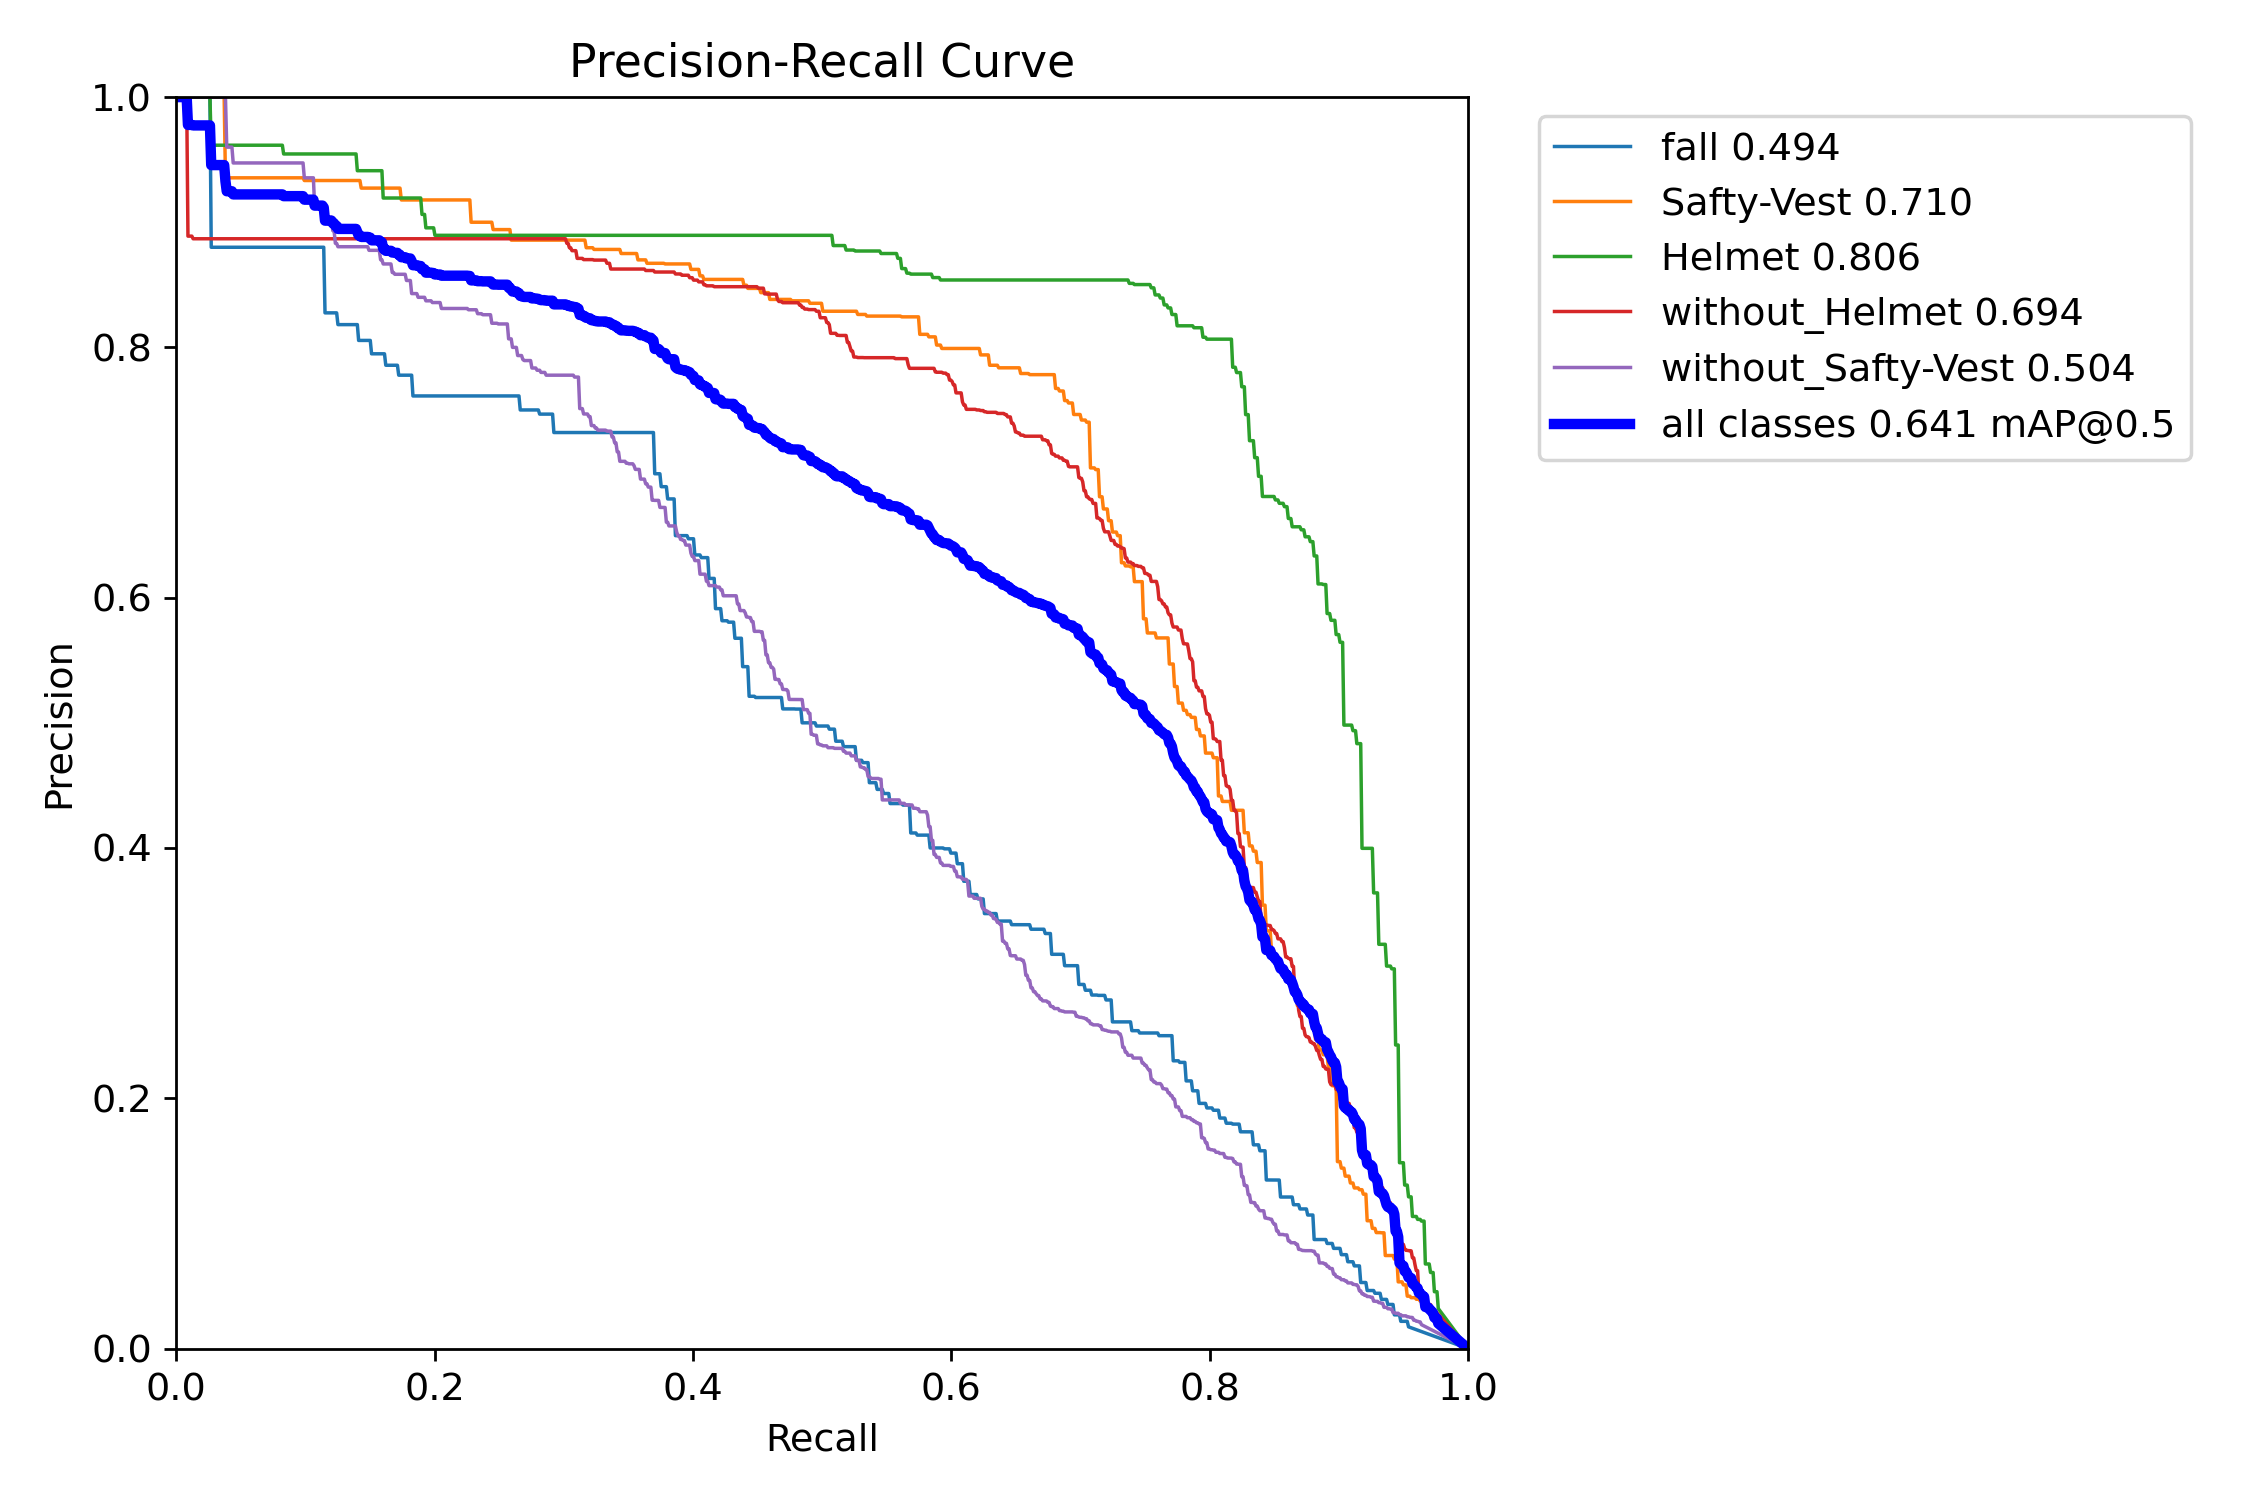 Precision-Recall Curve
1.0
0.8
0.6
0.4
0.2
0.0
Precision
0.0 0.2 0.4 0.6 0.8 1.0
Recall
fall 0.494
Safty-Vest 0.710
Helmet 0.806
without_Helmet 0.694
without_Safty-Vest 0.504
all classes 0.641 mAP@0.5